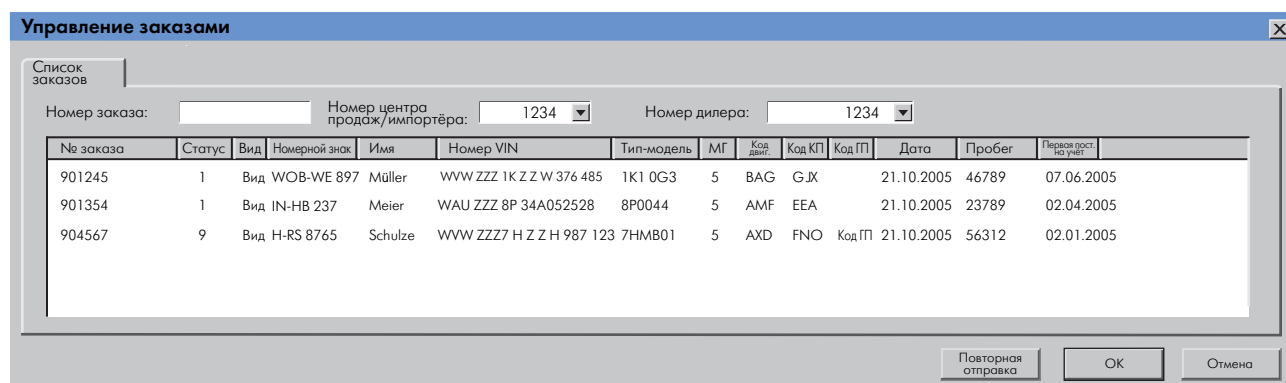 Управление заказами
X
Список
заказов
Номер заказа: Номер центра продаж/импортёра: 1234 Номер дилера: 1234
№ заказа Статус Вид Номерной знак Имя Номер VIN Тип-модель МГ Код двиг. Код КП Код ГП Дата Пробег Первая пост. на учёт
901245 1 Вид WOB-WE 897 Müller WVW ZZZ 1K Z Z W 376 485 1K1 0G3 5 BAG GJX 21.10.2005 46789 07.06.2005
901354 1 Вид IN-HB 237 Meier WAU ZZZ 8P 34A052528 8P0044 5 AMF EEA 21.10.2005 23789 02.04.2005
904567 9 Вид H-RS 8765 Schulze WVW ZZZ7 H Z Z H 987 123 7HMB01 5 AXD FNO Код ГП 21.10.2005 56312 02.01.2005
Повторная
отправка
OK
Отмена